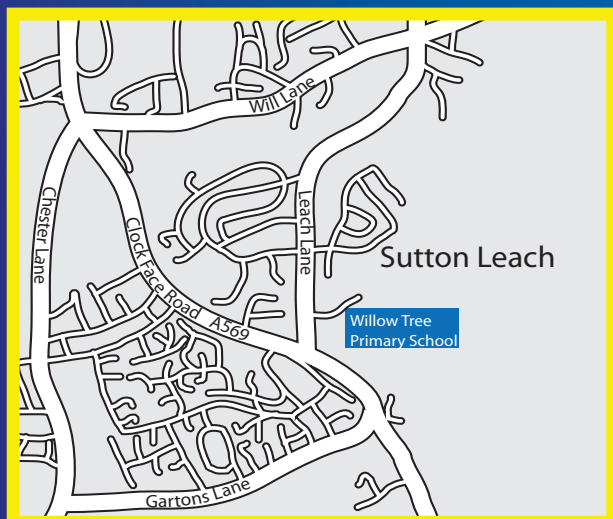 Will Lane
Chester Lane
Clock Face Road A569
Leach Lane
Sutton Leach
Willow Tree
Primary School
Gartons Lane